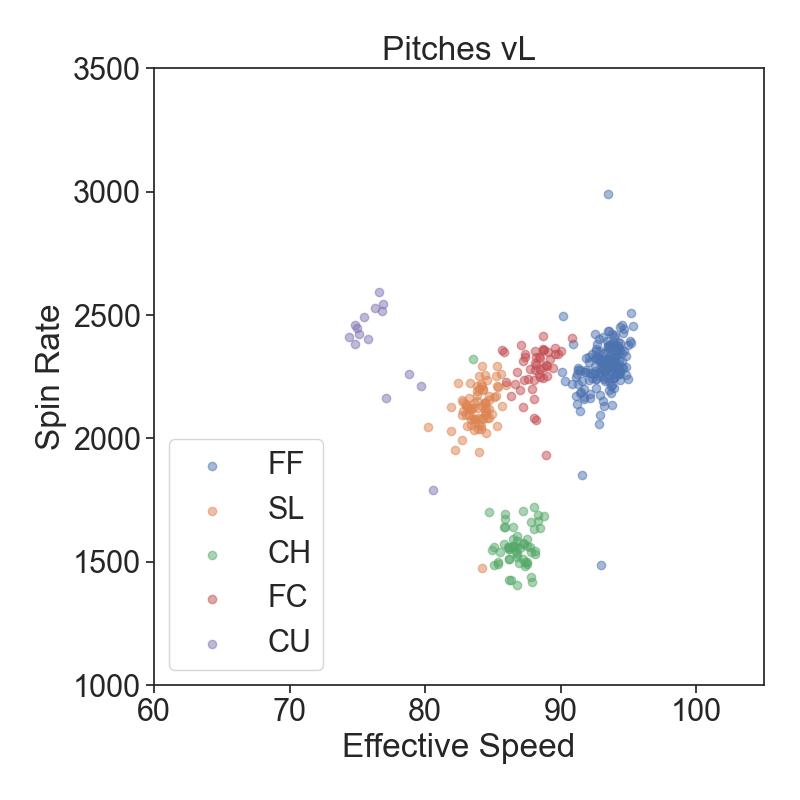 Pitches vL
3500
3000
2500
2000
1500
1000
Spin Rate
FF
SL
CH
FC
CU
60 70 80 90 100
Effective Speed